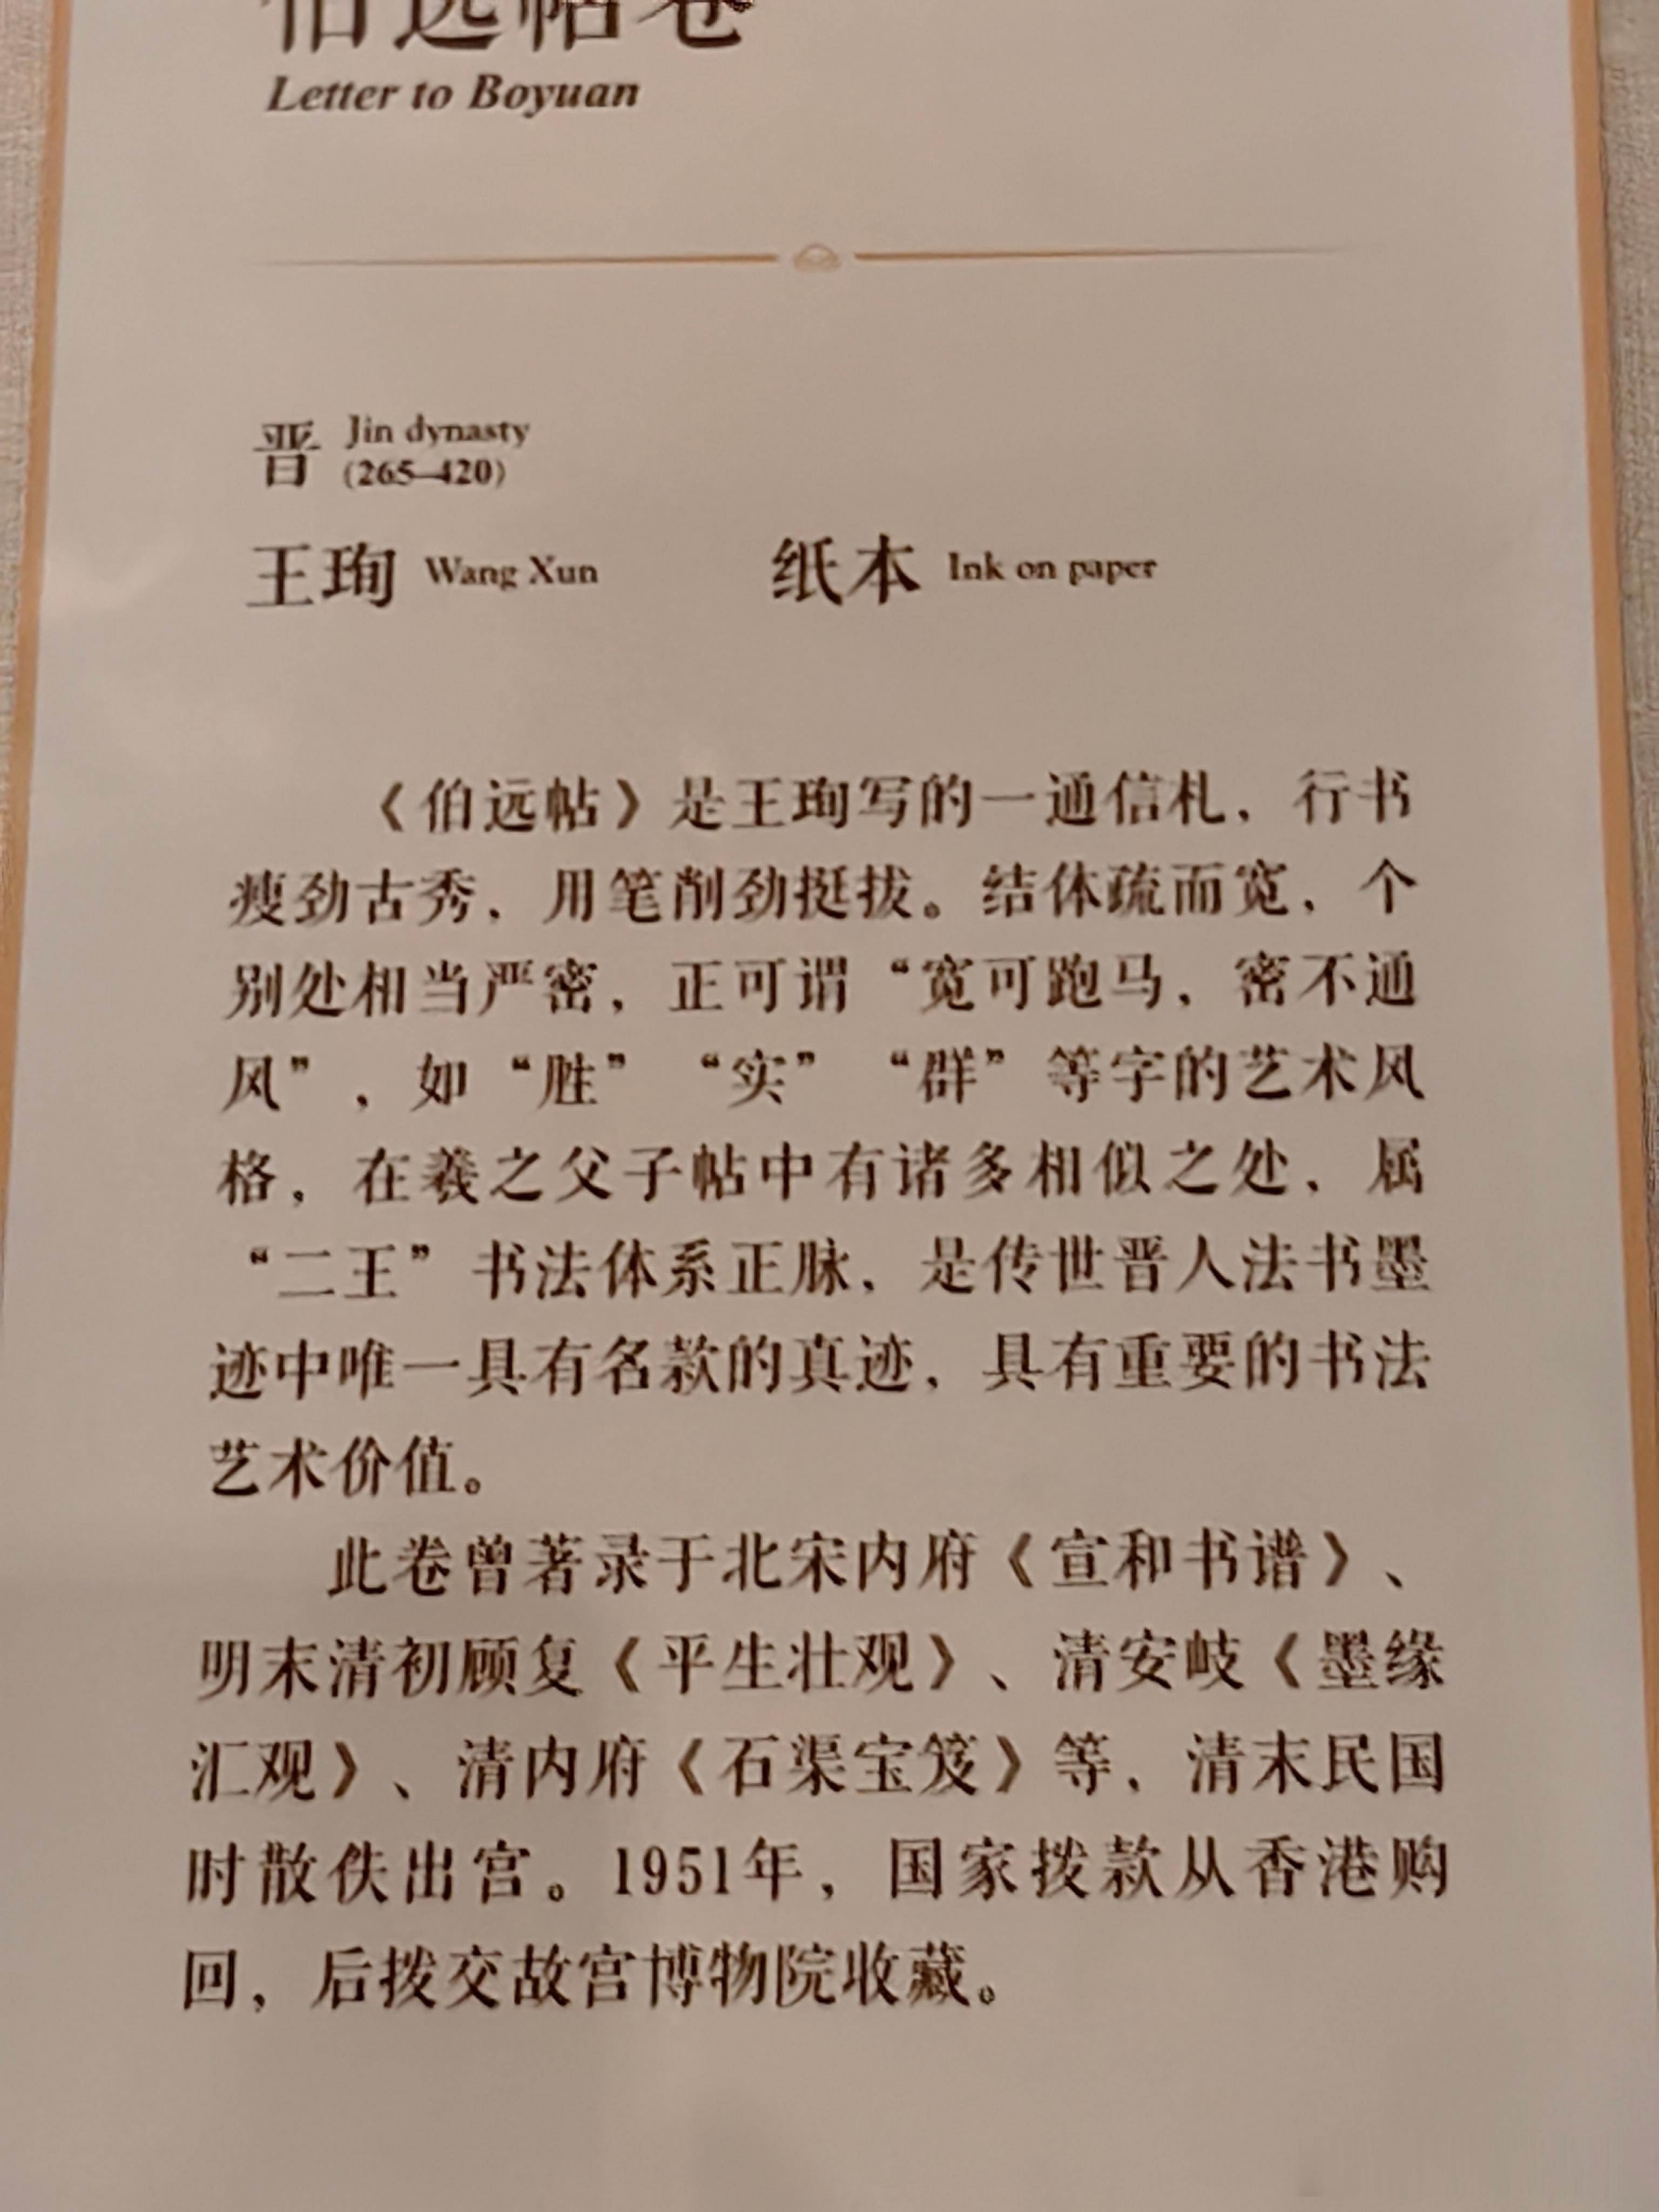 伯远帖卷
Letter to Boyuan
晋 Jin dynasty
(265–420)
王珣 Wang Xun 纸本 Ink on paper
《伯远帖》是王珣写的一通信札，行书
瘦劲古秀，用笔削劲挺拔。结体疏而宽，个
别处相当严密，正可谓“宽可跑马，密不通
风”，如“胜”“实”“群”等字的艺术风
格，在羲之父子帖中有诸多相似之处，属
“二王”书法体系正脉，是传世晋人法书墨
迹中唯一具有名款的真迹，具有重要的书法
艺术价值。
此卷曾著录于北宋内府《宣和书谱》、
明末清初顾复《平生壮观》、清安岐《墨缘
汇观》、清内府《石渠宝笈》等，清末民国
时散佚出宫。1951年，国家拨款从香港购
回，后拨交故宫博物院收藏。